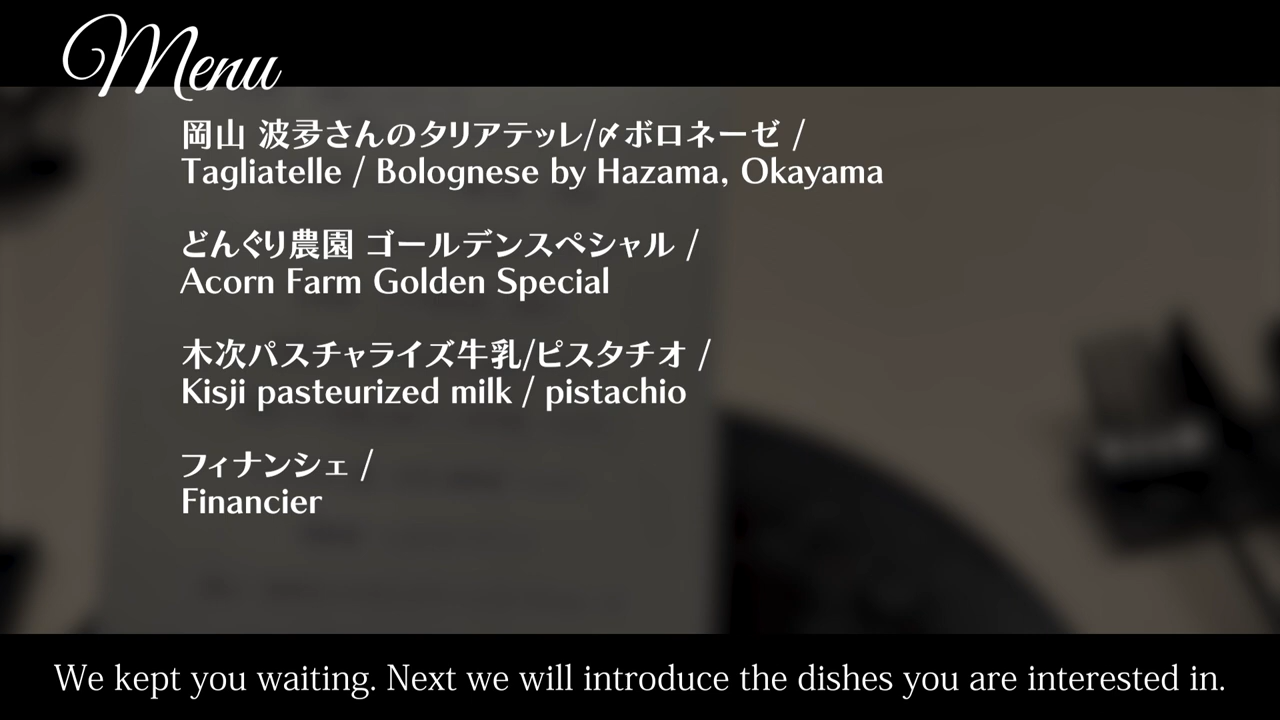 Menu
岡山 波夛さんのタリアテッレ/〆ボロネーゼ /
Tagliatelle / Bolognese by Hazama, Okayama
どんぐり農園 ゴールデンスペシャル /
Acorn Farm Golden Special
木次パスチャライズ牛乳/ピスタチオ /
Kisji pasteurized milk / pistachio
フィナンシェ /
Financier
We kept you waiting. Next we will introduce the dishes you are interested in.